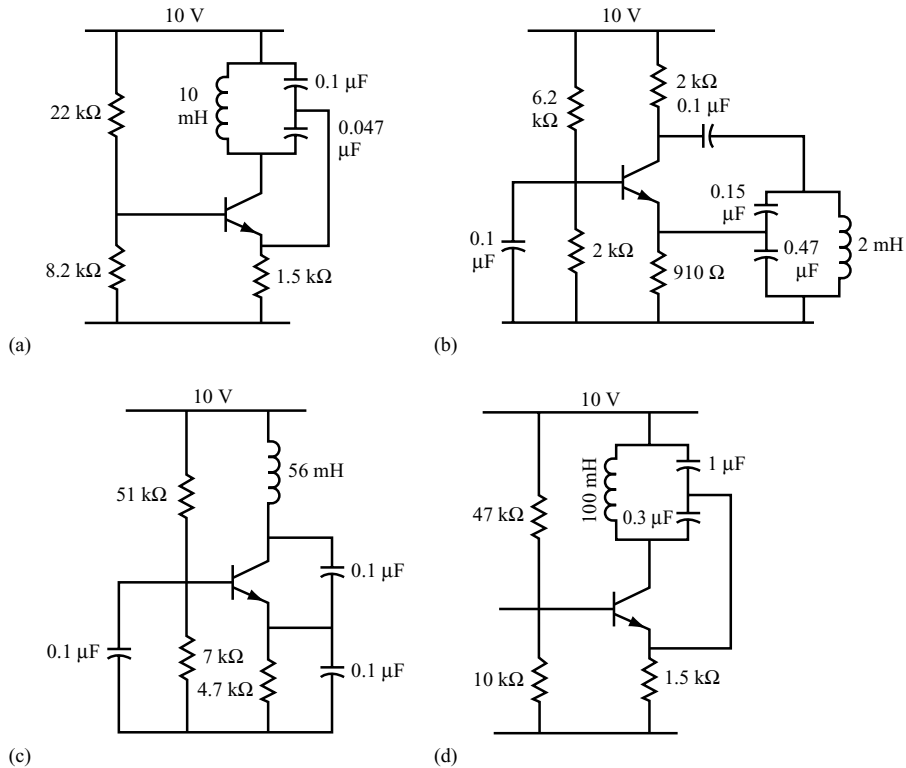 10 V
22 kΩ
10
mH
0.1 μF
0.047
μF
8.2 kΩ
1.5 kΩ
(a)
10 V
6.2
kΩ
2 kΩ
0.1 μF
0.15
μF
0.1
μF
2 kΩ
910 Ω
0.47
μF
2 mH
(b)
10 V
51 kΩ
56 mH
0.1 μF
0.1 μF
7 kΩ
4.7 kΩ
0.1 μF
(c)
10 V
47 kΩ
100 mH
1 μF
0.3 μF
10 kΩ
1.5 kΩ
(d)